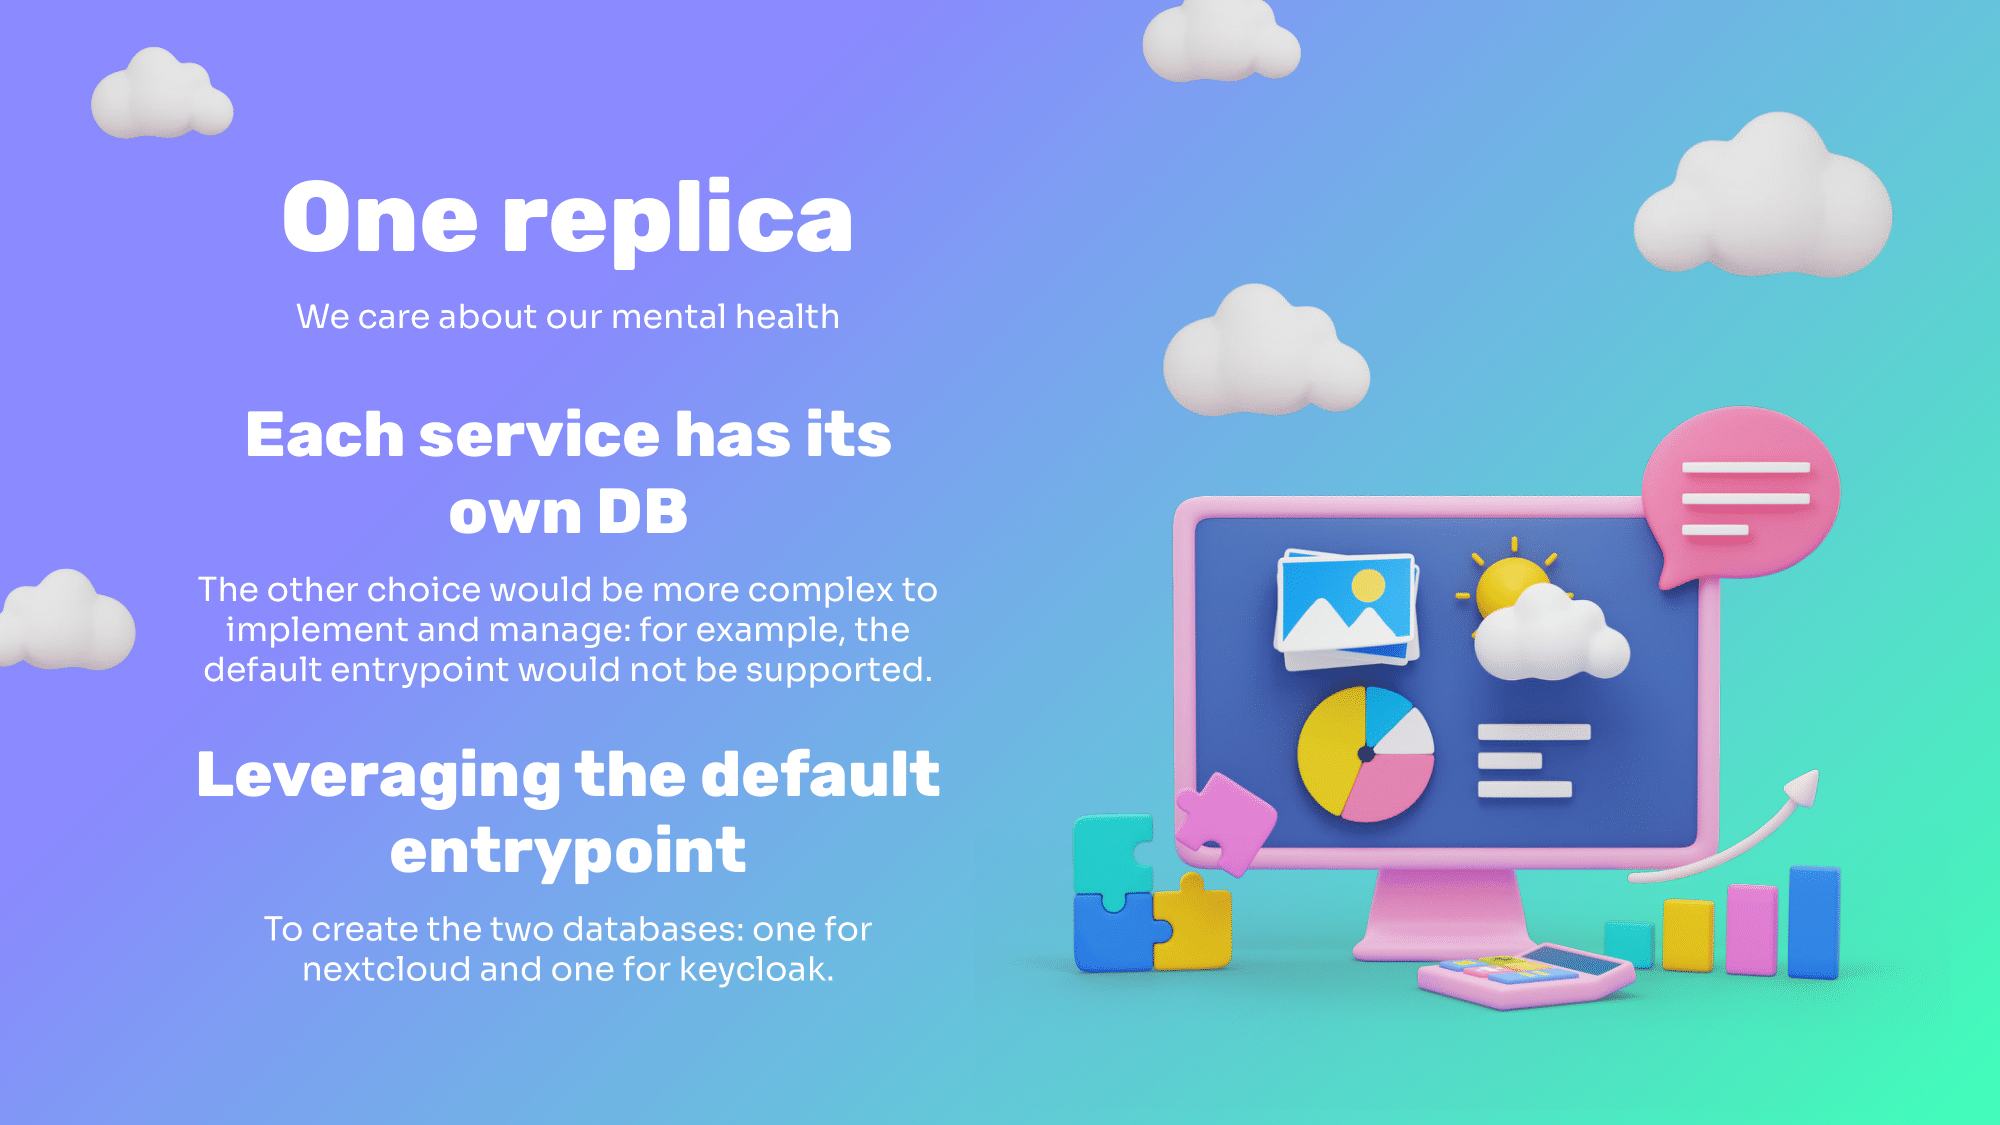 One replica
We care about our mental health
Each service has its
own DB
The other choice would be more complex to
implement and manage: for example, the
default entrypoint would not be supported.
Leveraging the default
entrypoint
To create the two databases: one for
nextcloud and one for keycloak.